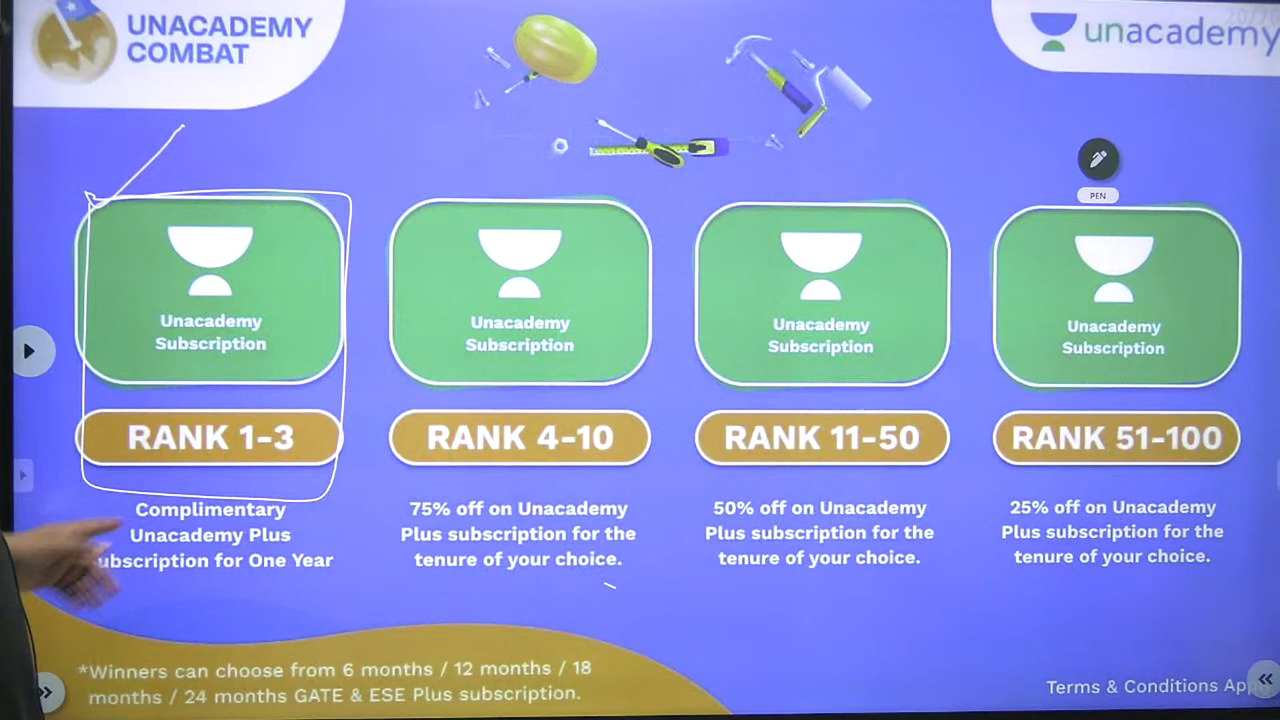 UNACADEMY
COMBAT
unacademy
PEN
Unacademy
Subscription
Unacademy
Subscription
Unacademy
Subscription
Unacademy
Subscription
RANK 1-3
RANK 4-10
RANK 11-50
RANK 51-100
Complimentary
Unacademy Plus
ubscription for One Year
75% off on Unacademy
Plus subscription for the
tenure of your choice.
50% off on Unacademy
Plus subscription for the
tenure of your choice.
25% off on Unacademy
Plus subscription for the
tenure of your choice.
*Winners can choose from 6 months / 12 months / 18
months / 24 months GATE & ESE Plus subscription.
Terms & Conditions